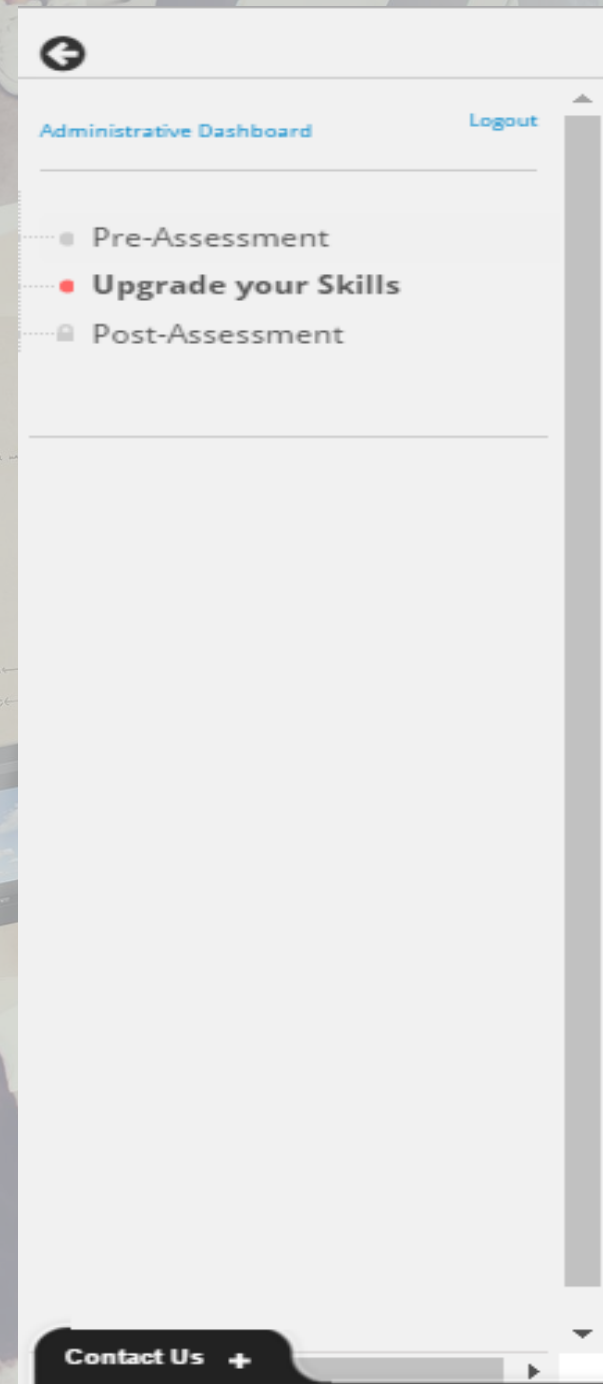 Administrative Dashboard
Logout
Pre-Assessment
Upgrade your Skills
Post-Assessment
Contact Us +